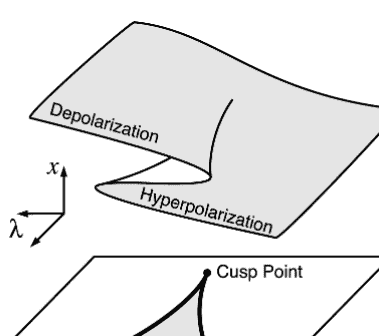 Depolarization
x
Hyperpolarization
λ
Cusp Point